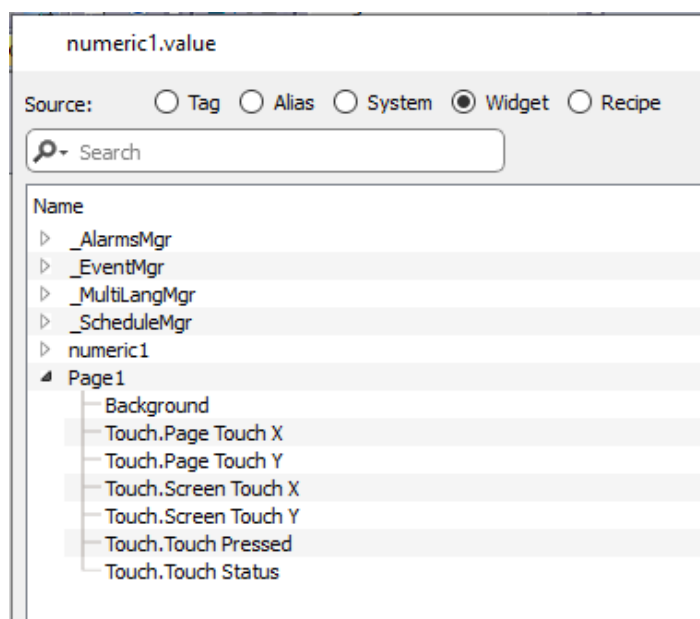 numeric1.value
Source: Tag Alias System Widget Recipe
Search
Name
_AlarmsMgr
_EventMgr
_MultiLangMgr
_ScheduleMgr
numeric1
Page1
Background
Touch.Page Touch X
Touch.Page Touch Y
Touch.Screen Touch X
Touch.Screen Touch Y
Touch.Touch Pressed
Touch.Touch Status